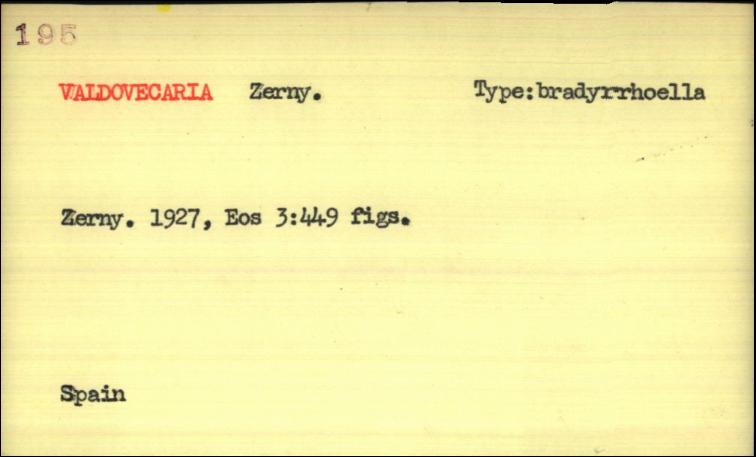 195
VALDOVECARIA Zerny. Type:bradyrrhoella
Zerny. 1927, Eos 3:449 figs.
Spain